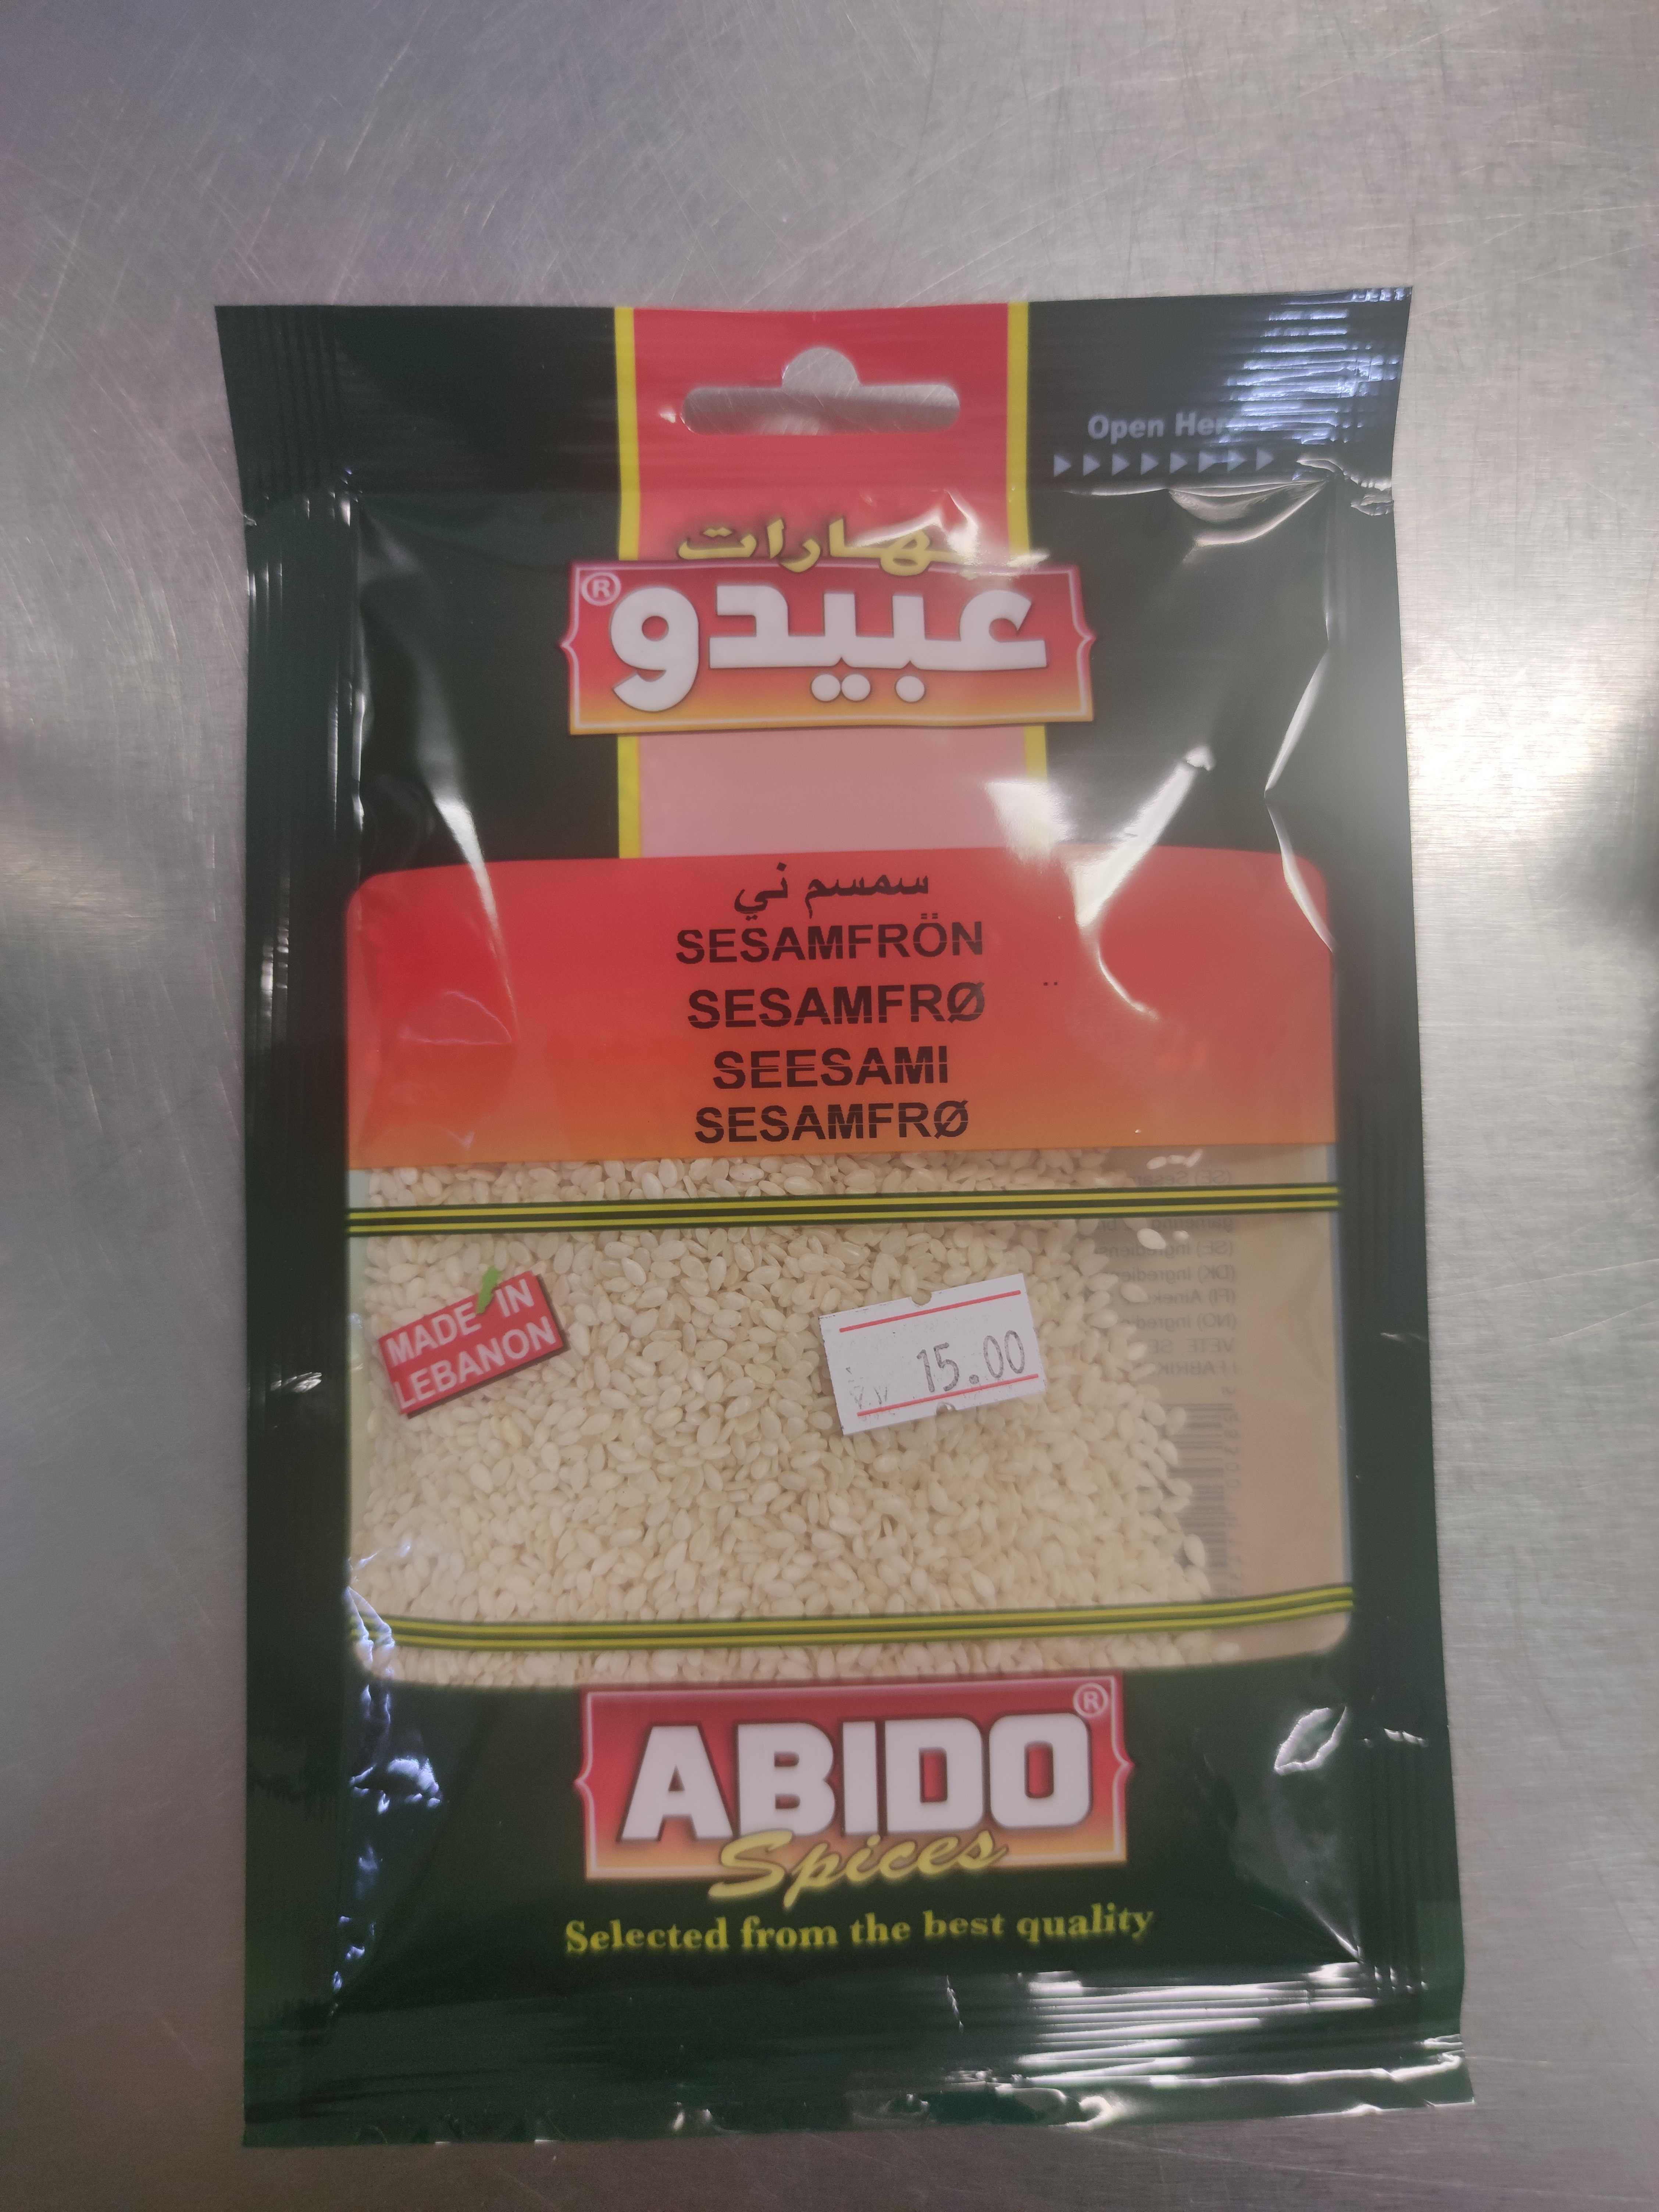 Open Here
بهارات
عبيدو®
سمسم ني
SESAMFRÖN
SESAMFRØ
SEESAMI
SESAMFRØ
MADE IN
LEBANON
15.00
ABIDO®
Spices
Selected from the best quality